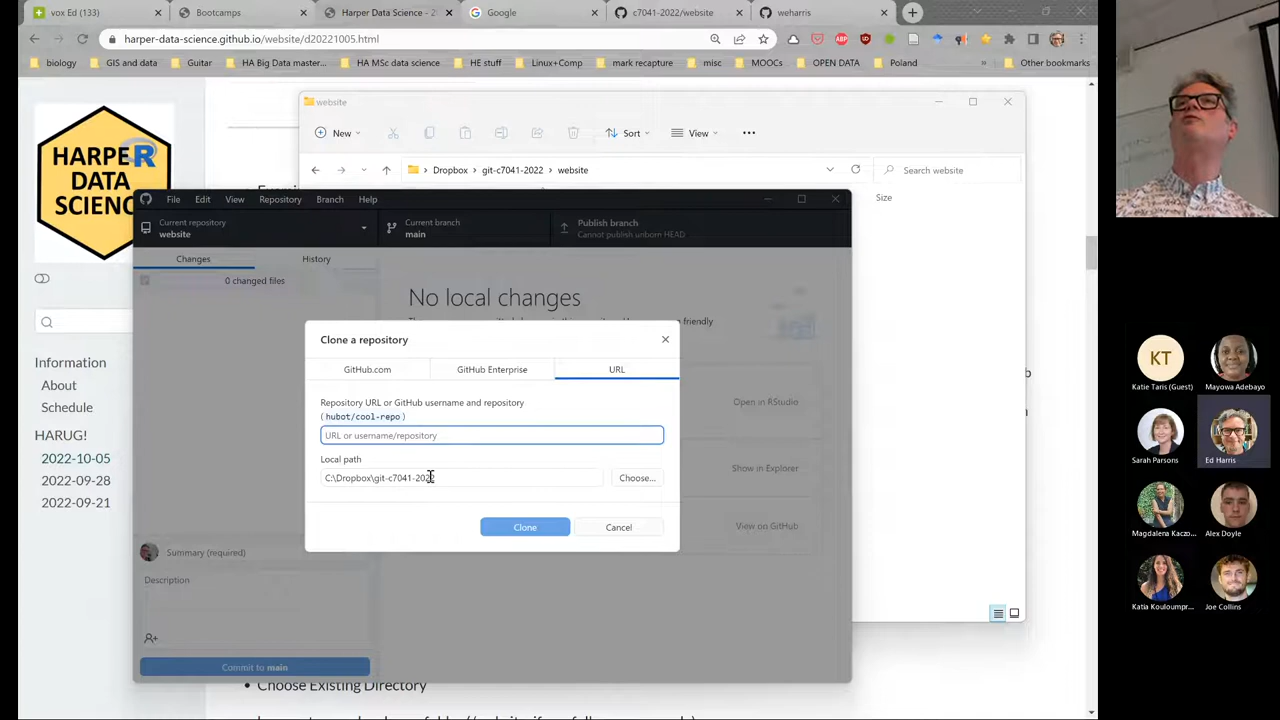 vox Ed (133)
Bootcamps
Harper Data Science - 2
Google
c7041-2022/website
weharris
harper-data-science.github.io/website/d20221005.html
biology
GIS and data
Guitar
HA Big Data master...
HA MSc data science
HE stuff
Linux+Comp
mark recapture
misc
MOOCs
OPEN DATA
Poland
»
Other bookmarks
HARPER
DATA
SCIENC
Information
About
Schedule
HARUG!
2022-10-05
2022-09-28
2022-09-21
website
New
Sort
View
Dropbox > git-c7041-2022 > website
Search website
Size
File Edit View Repository Branch Help
Current repository
website
Current branch
main
Publish branch
Cannot publish unborn HEAD
Changes
History
0 changed files
No local changes
friendly
Open in RStudio
Show in Explorer
View on GitHub
Clone a repository
GitHub.com
GitHub Enterprise
URL
Repository URL or GitHub username and repository
(hubot/cool-repo)
URL or username/repository
Local path
C:\Dropbox\git-c7041-2022
Choose...
Clone
Cancel
Summary (required)
Description
Commit to main
• Choose Existing Directory
KT
Katie Taris (Guest)
Mayowa Adebayo
Sarah Parsons
Ed Harris
Magdalena Kaczo...
Alex Doyle
Katia Kouloumpr...
Joe Collins